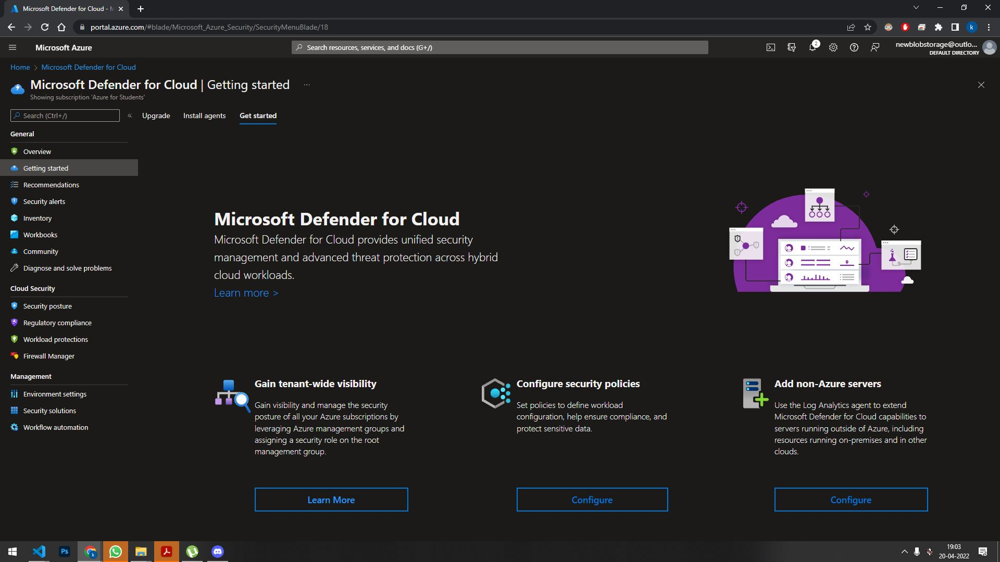 Microsoft Defender for Cloud - M
portal.azure.com/#blade/Microsoft_Azure_Security/SecurityMenuBlade/18
k
Microsoft Azure
Search resources, services, and docs (G+/)
2
newblobstorage@outlo...
DEFAULT DIRECTORY
Home > Microsoft Defender for Cloud
Microsoft Defender for Cloud | Getting started ...
Showing subscription 'Azure for Students'
Search (Ctrl+/)
«
Upgrade
Install agents
Get started
General
Overview
Getting started
Recommendations
Security alerts
Inventory
Workbooks
Community
Diagnose and solve problems
Cloud Security
Security posture
Regulatory compliance
Workload protections
Firewall Manager
Management
Environment settings
Security solutions
Workflow automation
Microsoft Defender for Cloud
Microsoft Defender for Cloud provides unified security
management and advanced threat protection across hybrid
cloud workloads.
Learn more >
Gain tenant-wide visibility
Gain visibility and manage the security
posture of all your Azure subscriptions by
leveraging Azure management groups and
assigning a security role on the root
management group.
Learn More
Configure security policies
Set policies to define workload
configuration, help ensure compliance, and
protect sensitive data.
Configure
Add non-Azure servers
Use the Log Analytics agent to extend
Microsoft Defender for Cloud capabilities to
servers running outside of Azure, including
resources running on-premises and in other
clouds.
Configure
Ps
k
19:03
20-04-2022